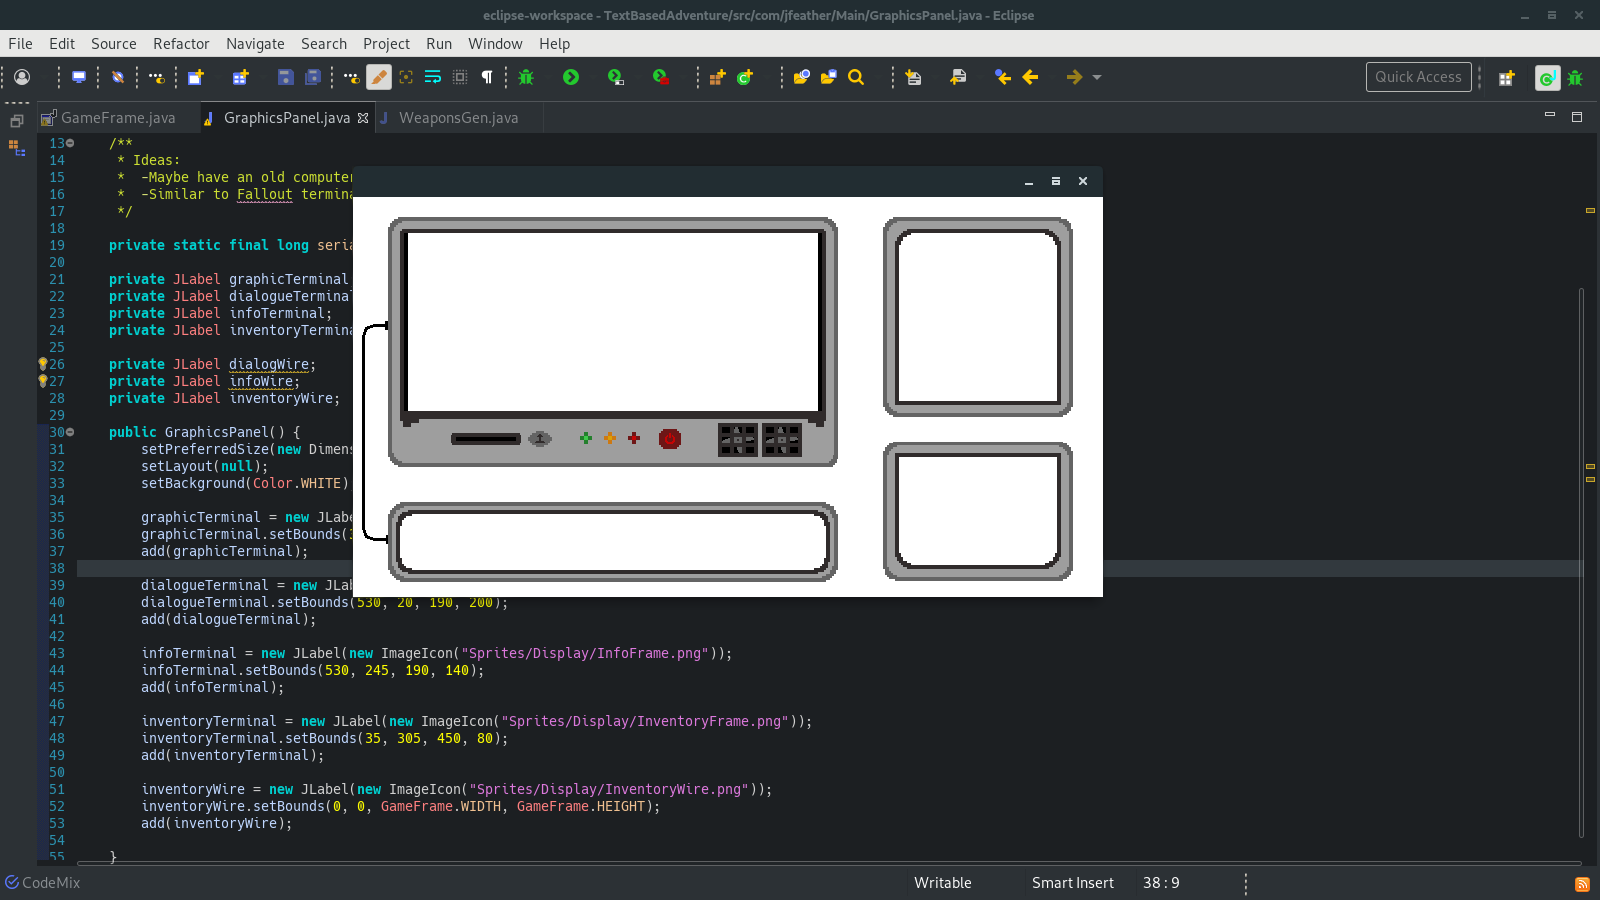 eclipse-workspace - TextBasedAdventure/src/com/jfeather/Main/GraphicsPanel.java - Eclipse
File Edit Source Refactor Navigate Search Project Run Window Help
Quick Access
GameFrame.java GraphicsPanel.java WeaponsGen.java
13 /**
14 * Ideas:
15 * -Maybe have an old computer
16 * -Similar to Fallout termina
17 */
18
19 private static final long seria
20
21 private JLabel graphicTerminal
22 private JLabel dialogueTerminal
23 private JLabel infoTerminal;
24 private JLabel inventoryTermina
25
26 private JLabel dialogWire;
27 private JLabel infoWire;
28 private JLabel inventoryWire;
29
30 public GraphicsPanel() {
31 setPreferredSize(new Dimens
32 setLayout(null);
33 setBackground(Color.WHITE)
34
35 graphicTerminal = new JLabe
36 graphicTerminal.setBounds(
37 add(graphicTerminal);
38
39 dialogueTerminal = new JLab
40 dialogueTerminal.setBounds(530, 20, 190, 200);
41 add(dialogueTerminal);
42
43 infoTerminal = new JLabel(new ImageIcon("Sprites/Display/InfoFrame.png"));
44 infoTerminal.setBounds(530, 245, 190, 140);
45 add(infoTerminal);
46
47 inventoryTerminal = new JLabel(new ImageIcon("Sprites/Display/InventoryFrame.png"));
48 inventoryTerminal.setBounds(35, 305, 450, 80);
49 add(inventoryTerminal);
50
51 inventoryWire = new JLabel(new ImageIcon("Sprites/Display/InventoryWire.png"));
52 inventoryWire.setBounds(0, 0, GameFrame.WIDTH, GameFrame.HEIGHT);
53 add(inventoryWire);
54
55 }
CodeMix Writable Smart Insert 38 : 9